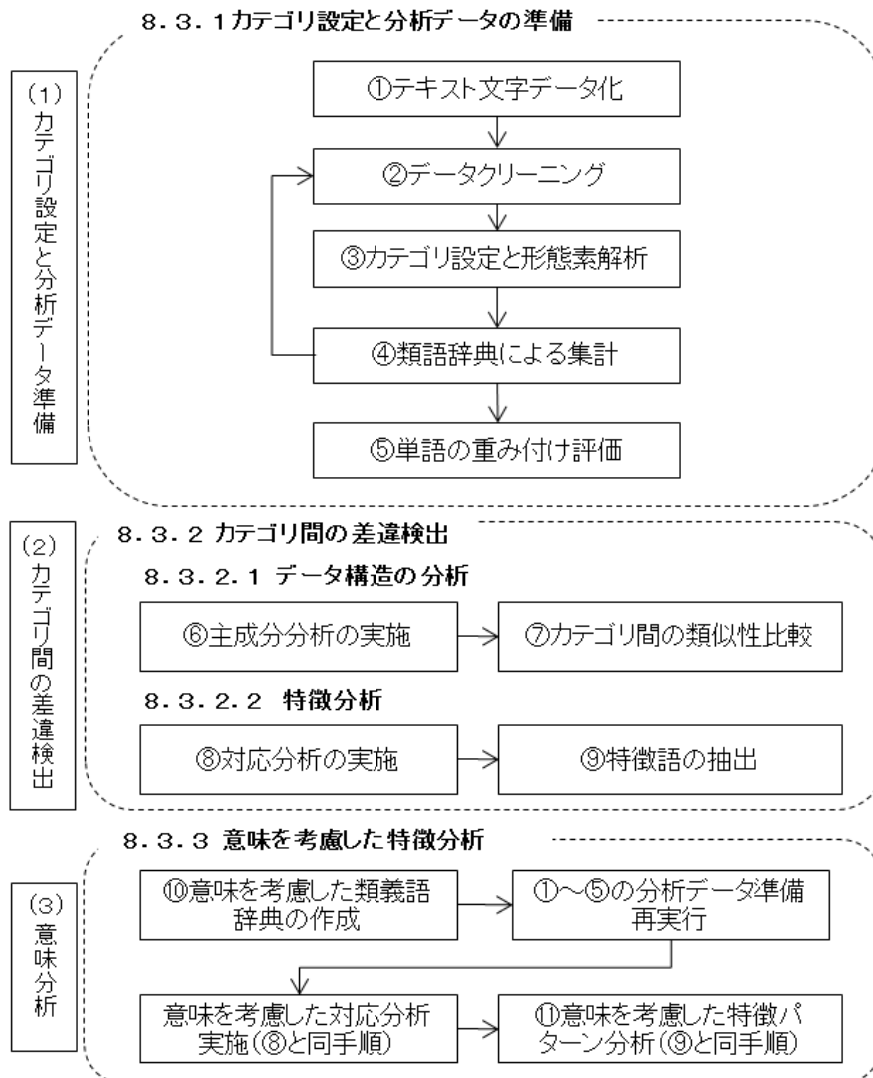 8.3.1カテゴリ設定と分析データの準備
(1)カテゴリ設定と分析データ準備
①テキスト文字データ化
②データクリーニング
③カテゴリ設定と形態素解析
④類語辞典による集計
⑤単語の重み付け評価
8.3.2 カテゴリ間の差違検出
(2)カテゴリ間の差違検出
8.3.2.1 データ構造の分析
⑥主成分分析の実施
⑦カテゴリ間の類似性比較
8.3.2.2 特徴分析
⑧対応分析の実施
⑨特徴語の抽出
8.3.3 意味を考慮した特徴分析
(3)意味分析
⑩意味を考慮した類義語
辞典の作成
①～⑤の分析データ準備
再実行
意味を考慮した対応分析
実施(⑧と同手順)
⑪意味を考慮した特徴パ
ターン分析(⑨と同手順)